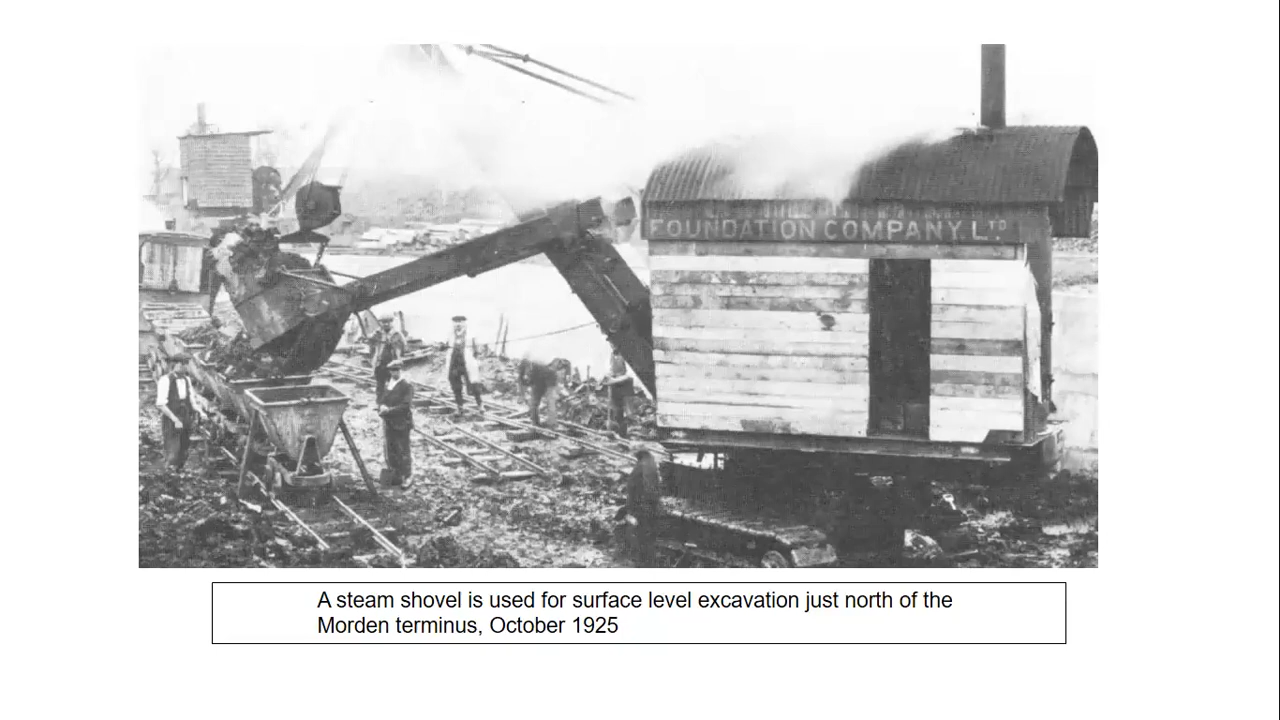 FOUNDATION COMPANY. LTD
A steam shovel is used for surface level excavation just north of the
Morden terminus, October 1925